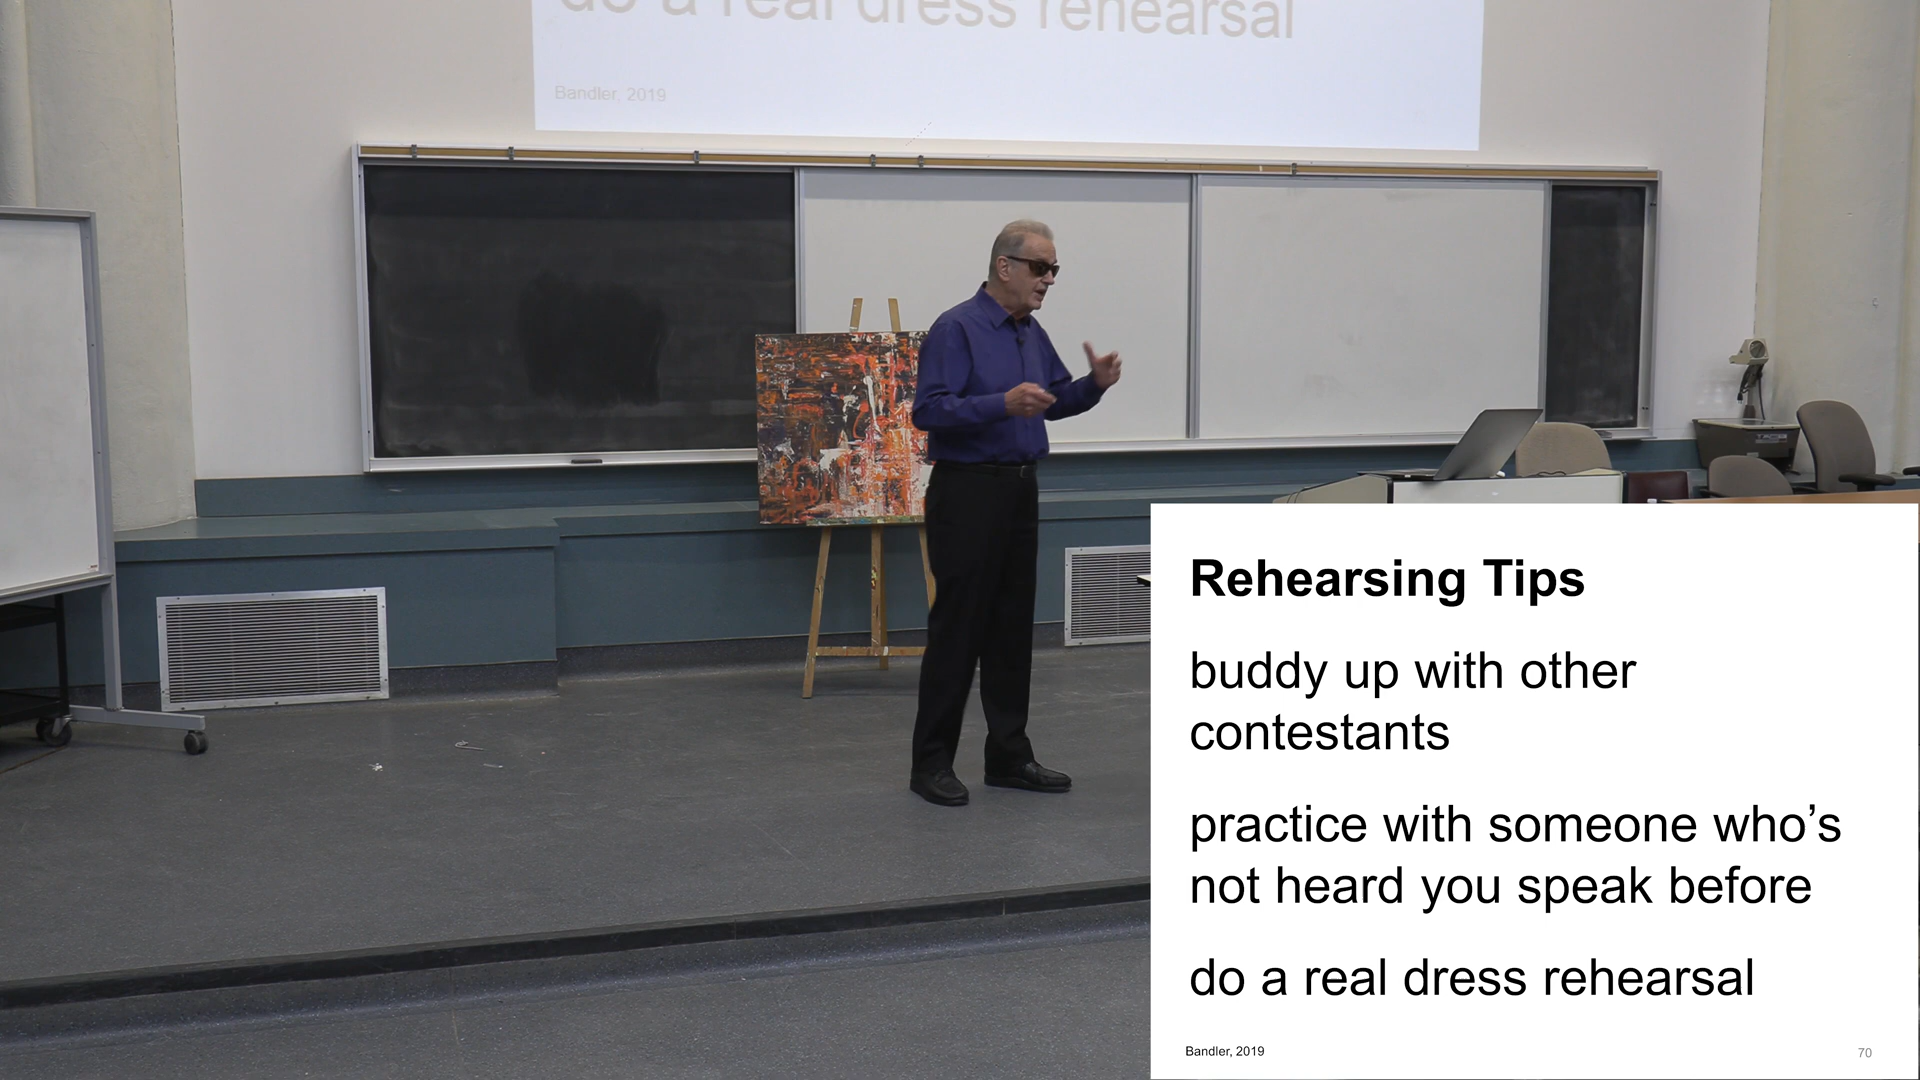 do a real dress rehearsal
Bandler, 2019
Rehearsing Tips
buddy up with other
contestants
practice with someone who’s
not heard you speak before
do a real dress rehearsal
Bandler, 2019
70